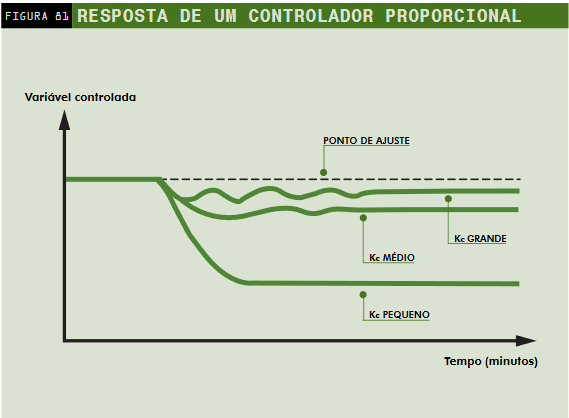 FIGURA 81
RESPOSTA DE UM CONTROLADOR PROPORCIONAL
Variável controlada
PONTO DE AJUSTE
Kc GRANDE
Kc MÉDIO
Kc PEQUENO
Tempo (minutos)